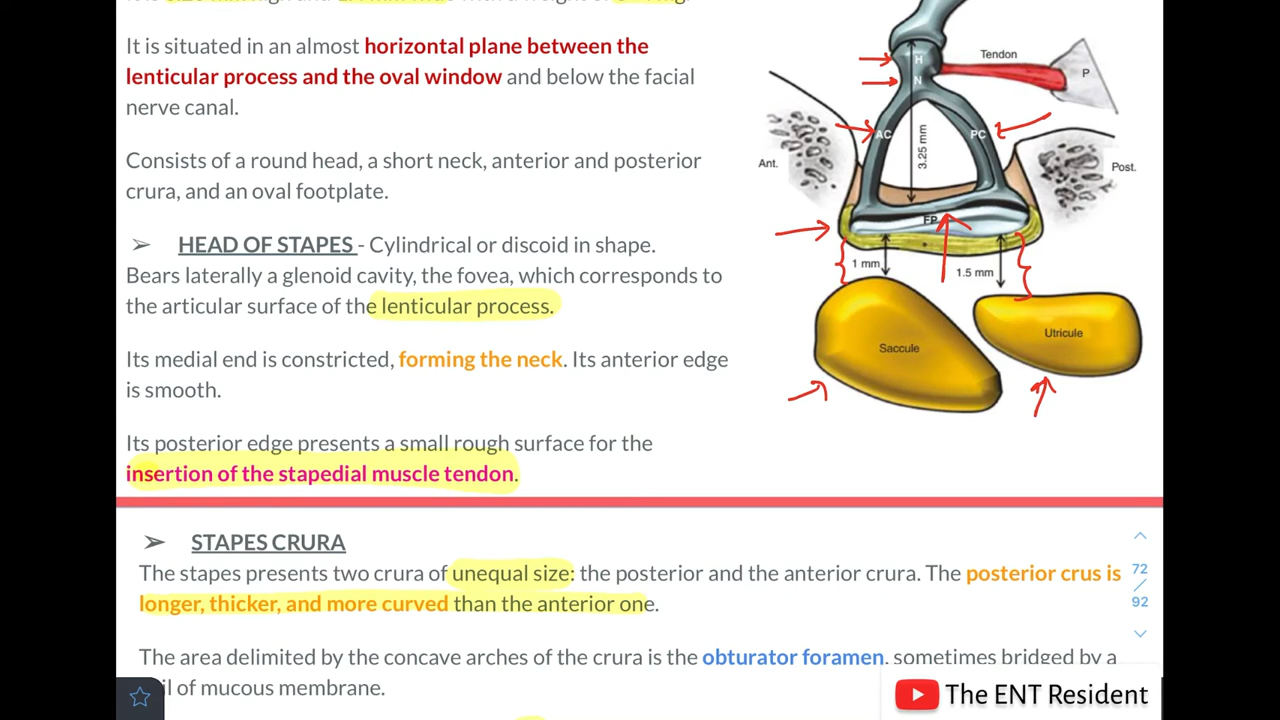 It is situated in an almost horizontal plane between the
lenticular process and the oval window and below the facial
nerve canal.
Consists of a round head, a short neck, anterior and posterior
crura, and an oval footplate.
➢ HEAD OF STAPES - Cylindrical or discoid in shape.
Bears laterally a glenoid cavity, the fovea, which corresponds to
the articular surface of the lenticular process.
Its medial end is constricted, forming the neck. Its anterior edge
is smooth.
Its posterior edge presents a small rough surface for the
insertion of the stapedial muscle tendon.
Tendon
P
H
N
AC
PC
3.25 mm
Ant.
Post.
FP
1 mm
1.5 mm
Saccule
Utricule
➢ STAPES CRURA
The stapes presents two crura of unequal size: the posterior and the anterior crura. The posterior crus is
longer, thicker, and more curved than the anterior one.
The area delimited by the concave arches of the crura is the obturator foramen, sometimes bridged by a
of mucous membrane.
72
/
92
The ENT Resident